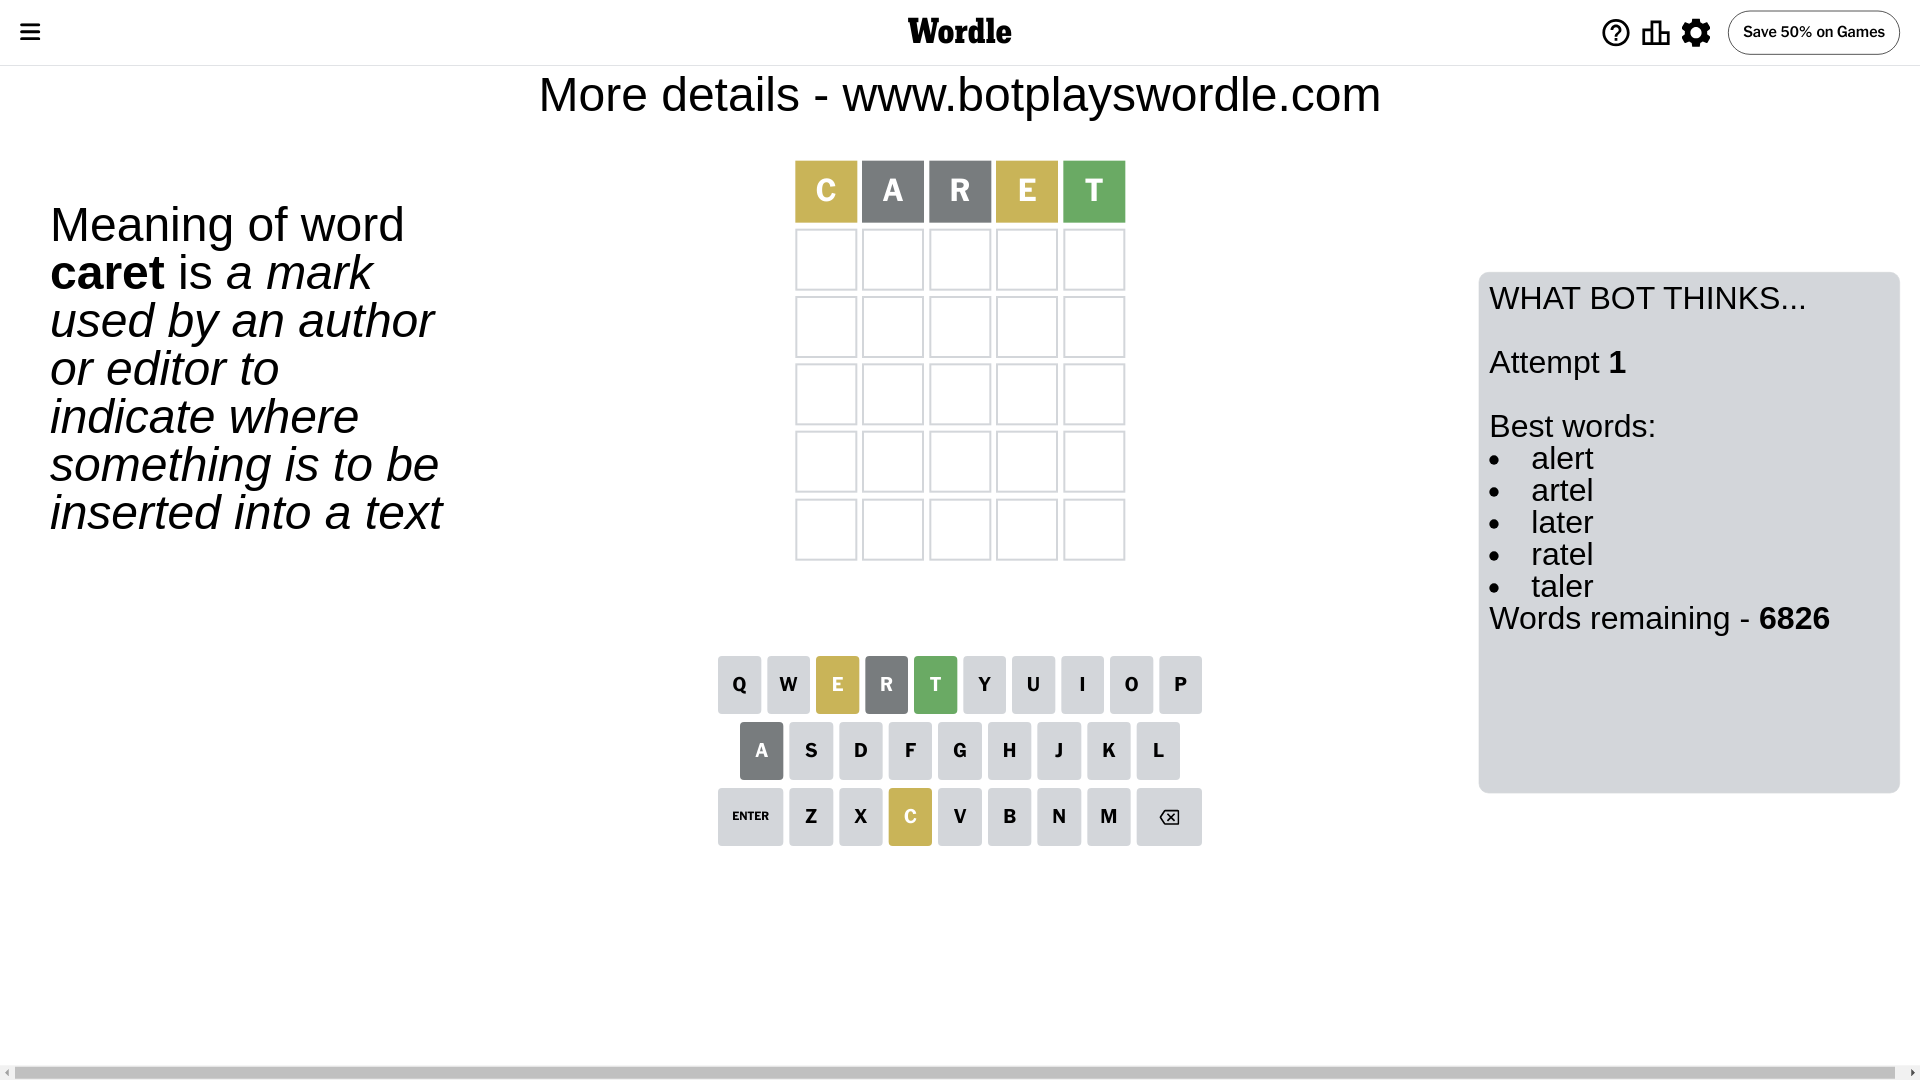 Wordle
Save 50% on Games
More details - www.botplayswordle.com
Meaning of word
caret is a mark
used by an author
or editor to
indicate where
something is to be
inserted into a text
C A R E T
WHAT BOT THINKS...
Attempt 1
Best words:
• alert
• artel
• later
• ratel
• taler
Words remaining - 6826
Q W E R T Y U I O P
A S D F G H J K L
ENTER Z X C V B N M